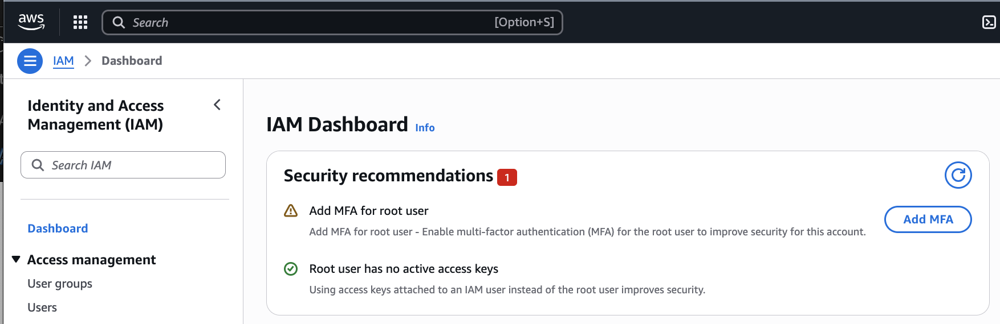 aws
Search [Option+S]
IAM Dashboard
Identity and Access
Management (IAM)
Search IAM
Dashboard
Access management
User groups
Users
IAM Dashboard Info
Security recommendations 1
Add MFA for root user
Add MFA for root user - Enable multi-factor authentication (MFA) for the root user to improve security for this account.
Add MFA
Root user has no active access keys
Using access keys attached to an IAM user instead of the root user improves security.